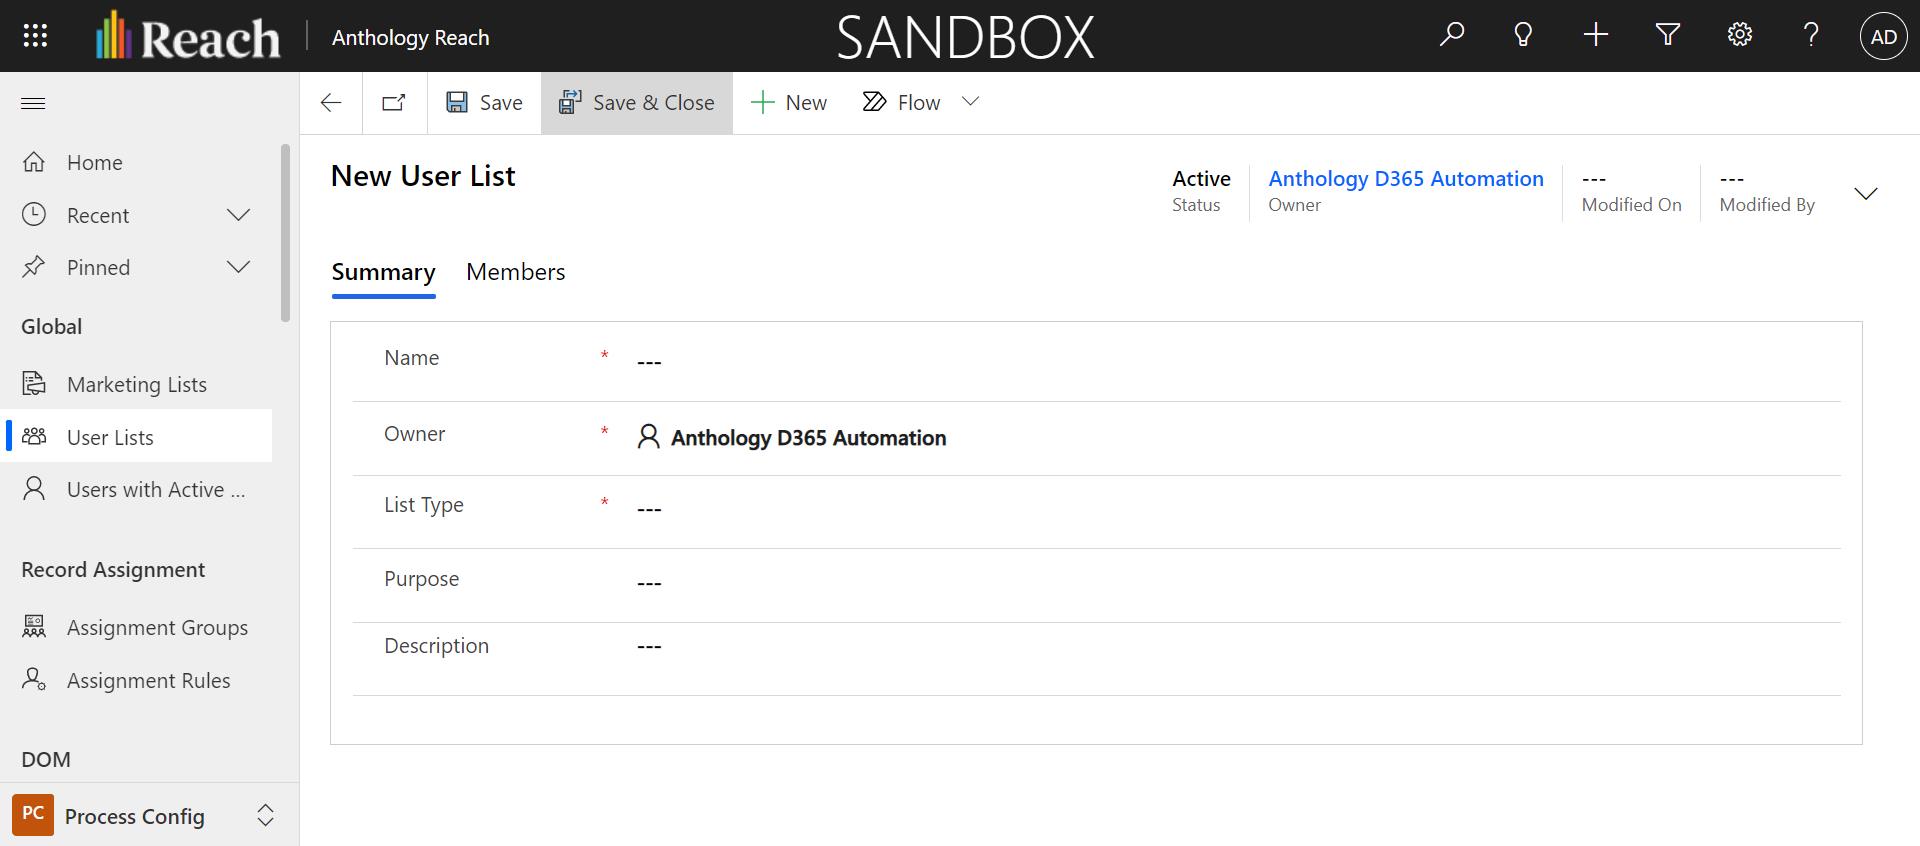 Reach
Anthology Reach
SANDBOX
AD
Save
Save & Close
New
Flow
Home
Recent
Pinned
Global
Marketing Lists
User Lists
Users with Active ...
Record Assignment
Assignment Groups
Assignment Rules
DOM
PC
Process Config
New User List
Active
Status
Anthology D365 Automation
Owner
---
Modified On
---
Modified By
Summary
Members
Name * ---
Owner * Anthology D365 Automation
List Type * ---
Purpose ---
Description ---